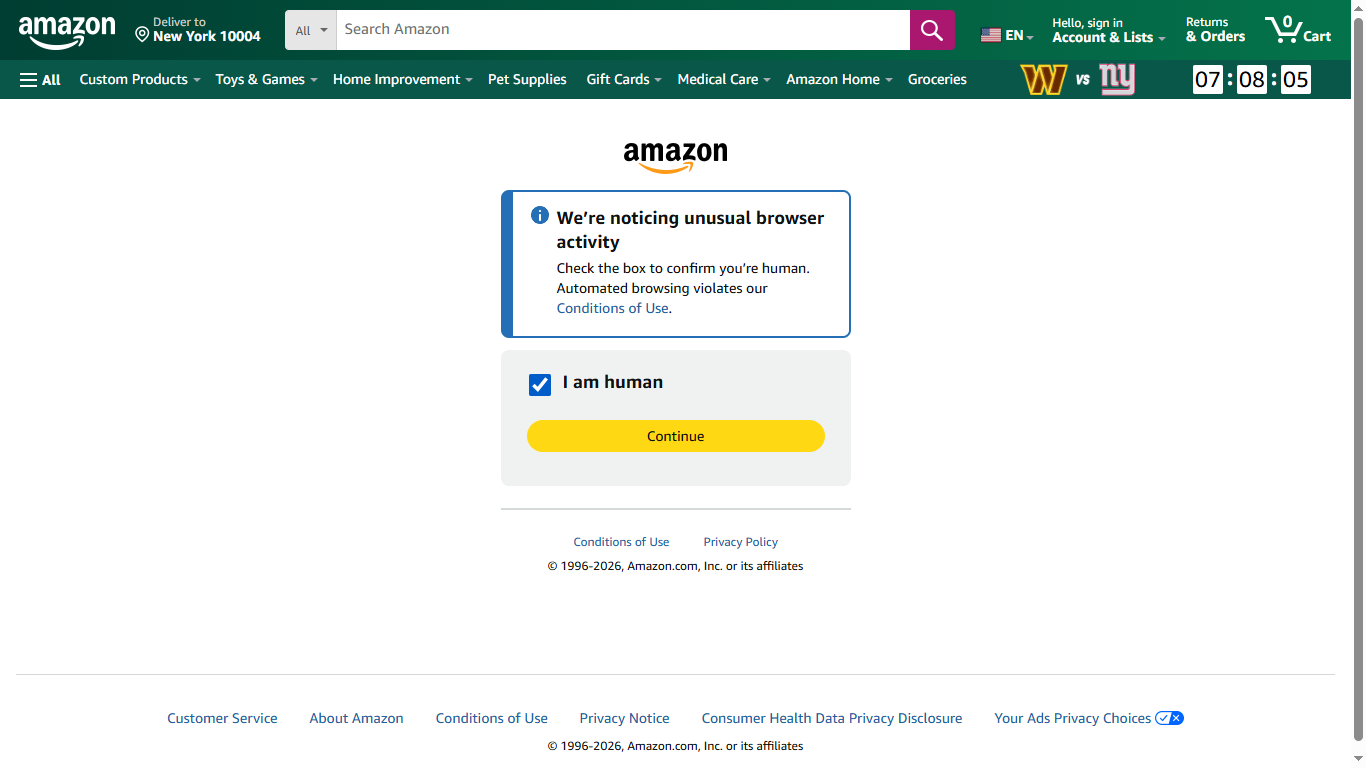 amazon
Deliver to
New York 10004
All
Search Amazon
EN
Hello, sign in
Account & Lists
Returns
& Orders
0
Cart
All
Custom Products
Toys & Games
Home Improvement
Pet Supplies
Gift Cards
Medical Care
Amazon Home
Groceries
W vs ny
07 : 08 : 05
amazon
We’re noticing unusual browser
activity
Check the box to confirm you’re human.
Automated browsing violates our
Conditions of Use.
I am human
Continue
Conditions of Use
Privacy Policy
© 1996-2026, Amazon.com, Inc. or its affiliates
Customer Service
About Amazon
Conditions of Use
Privacy Notice
Consumer Health Data Privacy Disclosure
Your Ads Privacy Choices
© 1996-2026, Amazon.com, Inc. or its affiliates